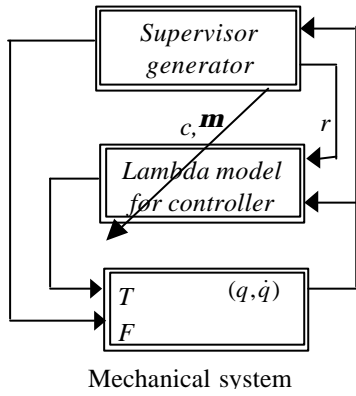 Supervisor
generator
c, m
r
Lambda model
for controller
T
(q, q̇)
F
Mechanical system